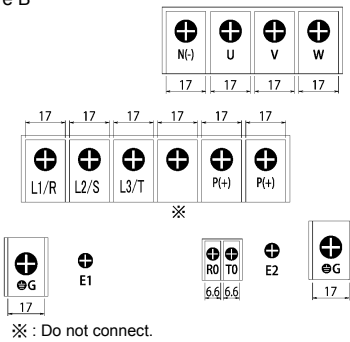 e B
N(-) U V W
17 17 17 17
17 17 17 17 17 17
L1/R L2/S L3/T P(+) P(+)
※
G E1 R0 T0 E2 G
17 6.6 6.6 17
※ : Do not connect.